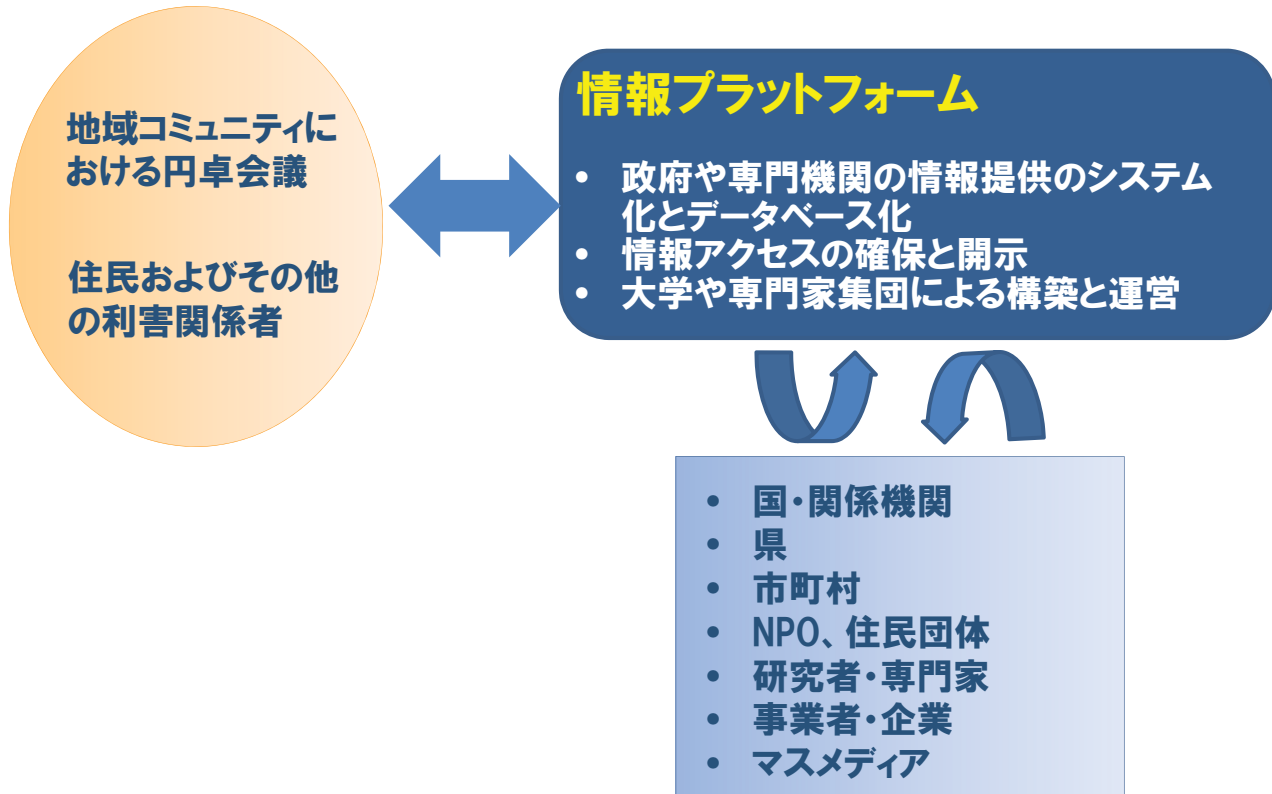 地域コミュニティに
おける円卓会議
住民およびその他
の利害関係者
情報プラットフォーム
• 政府や専門機関の情報提供のシステム
化とデータベース化
• 情報アクセスの確保と開示
• 大学や専門家集団による構築と運営
• 国・関係機関
• 県
• 市町村
• NPO、住民団体
• 研究者・専門家
• 事業者・企業
• マスメディア